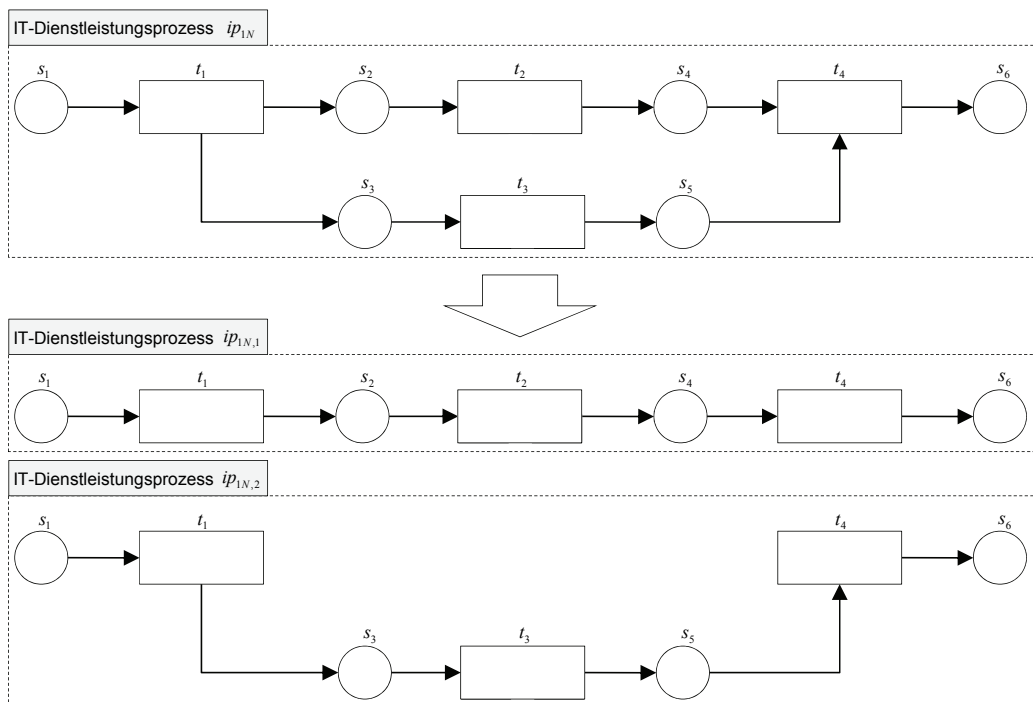 IT-Dienstleistungsprozess ip1N
s1 t1 s2 t2 s4 t4 s6
s3 t3 s5
IT-Dienstleistungsprozess ip1N,1
s1 t1 s2 t2 s4 t4 s6
IT-Dienstleistungsprozess ip1N,2
s1 t1 t4 s6
s3 t3 s5